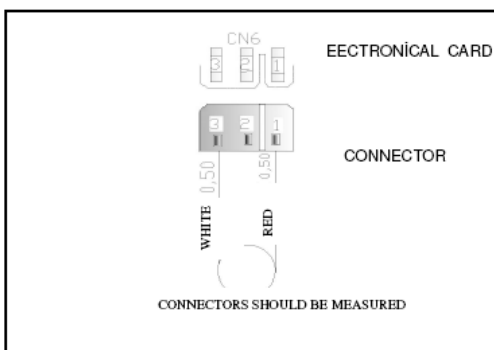 CN6
3 2 1
EECTRONİCAL CARD
3 2 1
CONNECTOR
0,50 0,50
WHITE RED
CONNECTORS SHOULD BE MEASURED